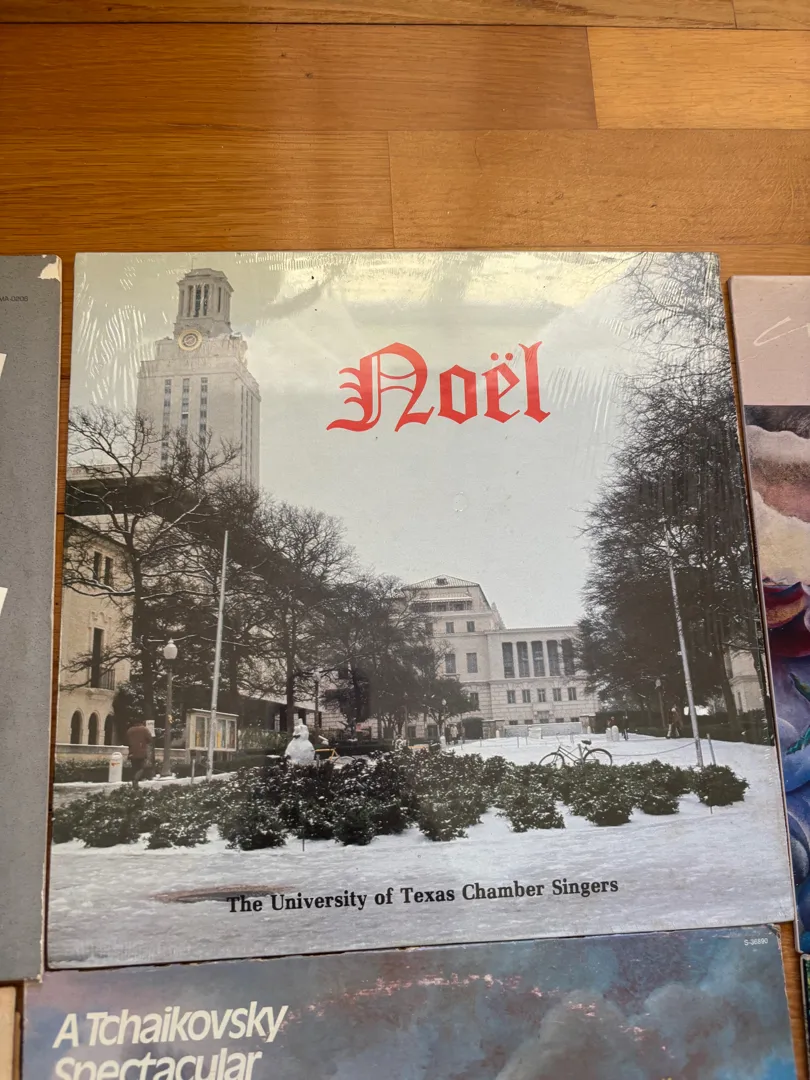 Noël
The University of Texas Chamber Singers
S-36890
A Tchaikovsky
Spectacular